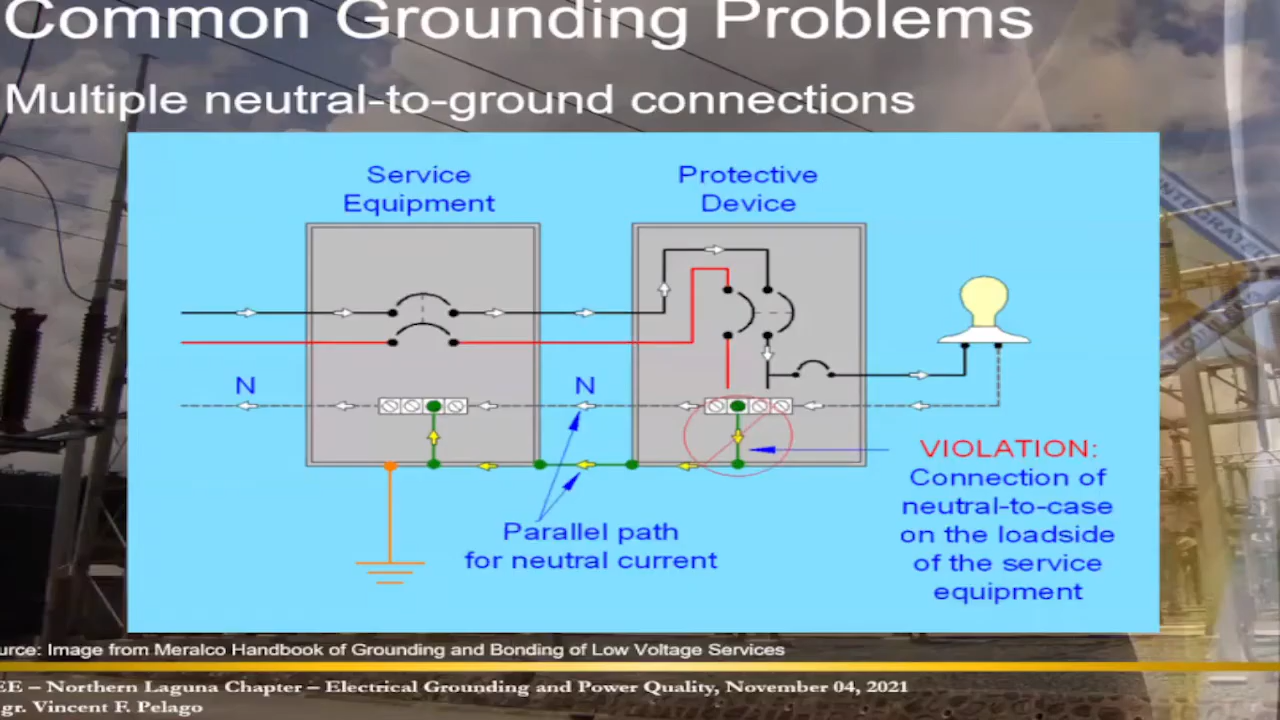 Common Grounding Problems
Multiple neutral-to-ground connections
Service
Equipment
Protective
Device
N
N
VIOLATION:
Connection of
neutral-to-case
on the loadside
of the service
equipment
Parallel path
for neutral current
urce: Image from Meralco Handbook of Grounding and Bonding of Low Voltage Services
EE – Northern Laguna Chapter – Electrical Grounding and Power Quality, November 04, 2021
gr. Vincent F. Pelago
INTEGRATE